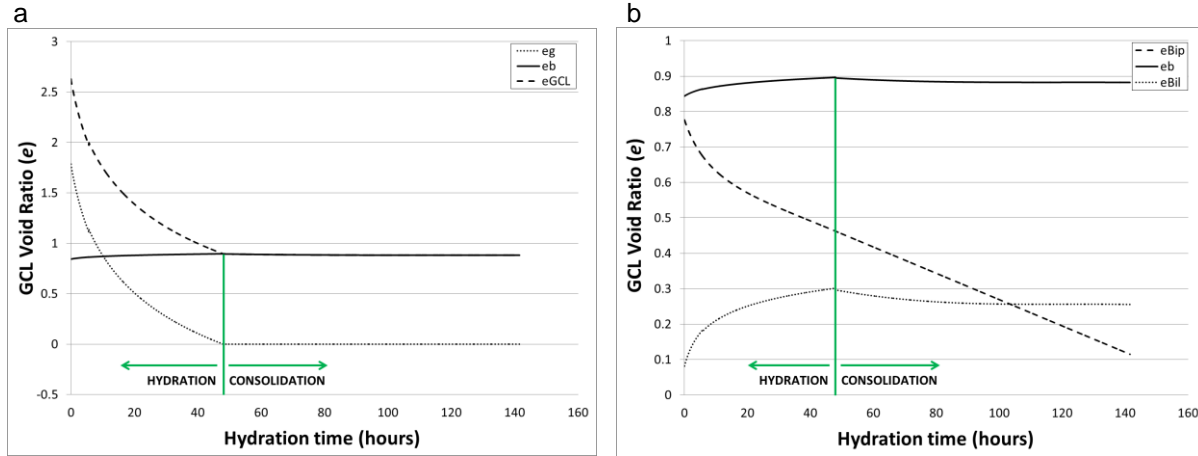 a
3
2.5
2
1.5
1
0.5
0
-0.5
0 20 40 60 80 100 120 140 160
GCL Void Ratio (e)
Hydration time (hours)
eg
eb
eGCL
HYDRATION CONSOLIDATION
b
1
0.9
0.8
0.7
0.6
0.5
0.4
0.3
0.2
0.1
0
0 20 40 60 80 100 120 140 160
GCL Void Ratio (e)
Hydration time (hours)
eBip
eb
eBil
HYDRATION CONSOLIDATION